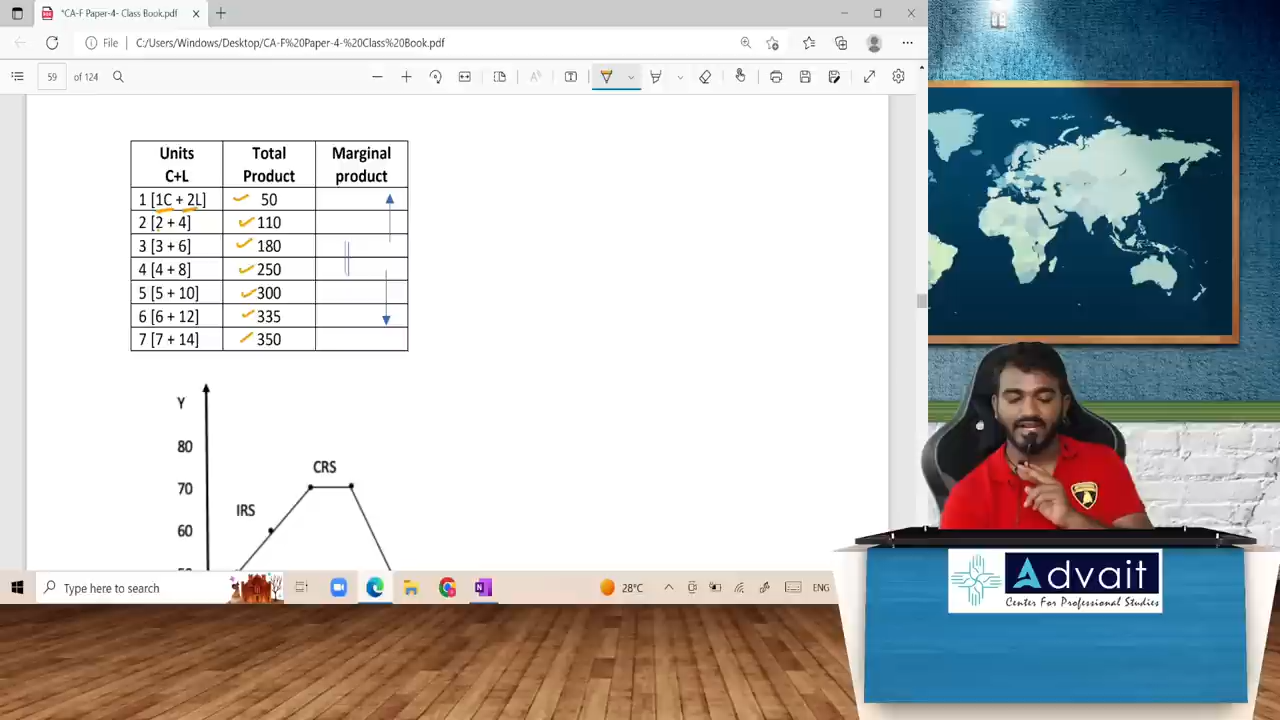 *CA-F Paper-4- Class Book.pdf
File C:/Windows/Desktop/CA-F%20Paper-4-%20Class%20Book.pdf
59 of 124
Units C+L Total Product Marginal product
1 [1C + 2L] 50
2 [2 + 4] 110
3 [3 + 6] 180
4 [4 + 8] 250
5 [5 + 10] 300
6 [6 + 12] 335
7 [7 + 14] 350
Y
80
CRS
70
IRS
60
Type here to search
28°C
ENG
Advait
Center For Professional Studies